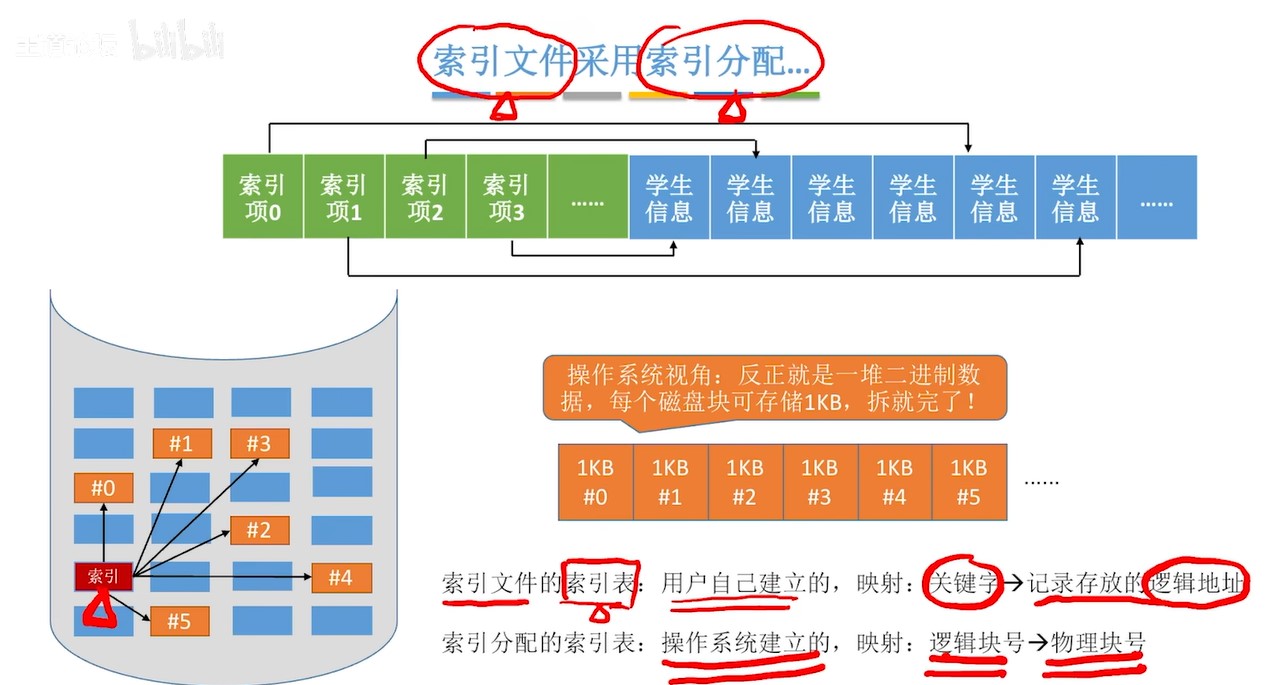 王道论坛 bilibili
索引文件采用索引分配...
索引项0 索引项1 索引项2 索引项3 …… 学生信息 学生信息 学生信息 学生信息 学生信息 学生信息 ……
操作系统视角：反正就是一堆二进制数
据，每个磁盘块可存储1KB，拆就完了！
#1 #3
#0
#2
索引 #4
#5
1KB #0 1KB #1 1KB #2 1KB #3 1KB #4 1KB #5 ……
索引文件的索引表：用户自己建立的，映射：关键字→记录存放的逻辑地址
索引分配的索引表：操作系统建立的，映射：逻辑块号→物理块号